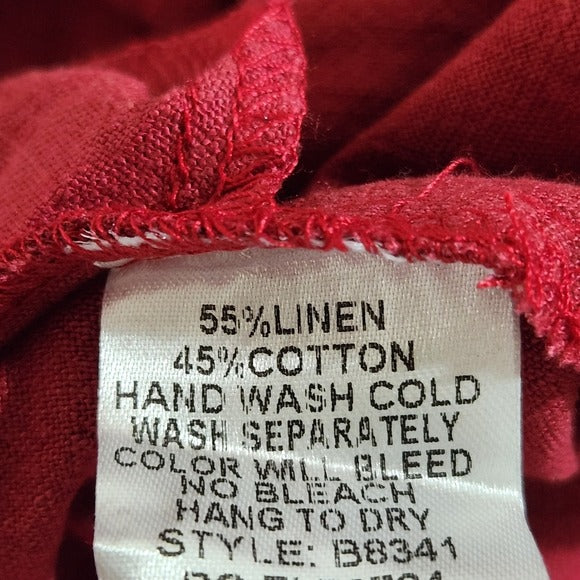 55%LINEN
45%COTTON
HAND WASH COLD
WASH SEPARATELY
COLOR WILL BLEED
NO BLEACH
HANG TO DRY
STYLE: B8341